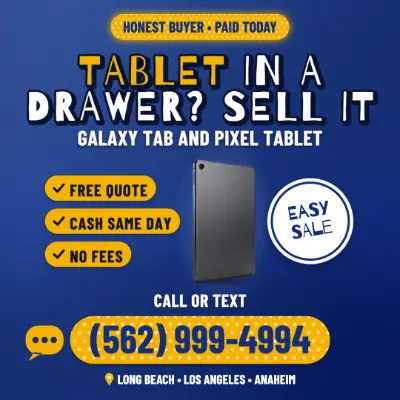 HONEST BUYER • PAID TODAY
TABLET IN A
DRAWER? SELL IT
GALAXY TAB AND PIXEL TABLET
FREE QUOTE
CASH SAME DAY
NO FEES
EASY
SALE
CALL OR TEXT
(562) 999-4994
LONG BEACH • LOS ANGELES • ANAHEIM